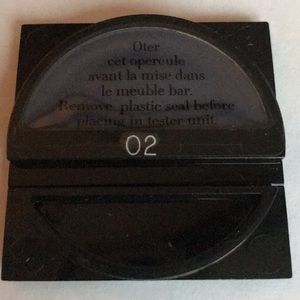 Oter
cet opercule
avant la mise dans
le meuble bar.
Remove plastic seal before
placing in tester unit.
02